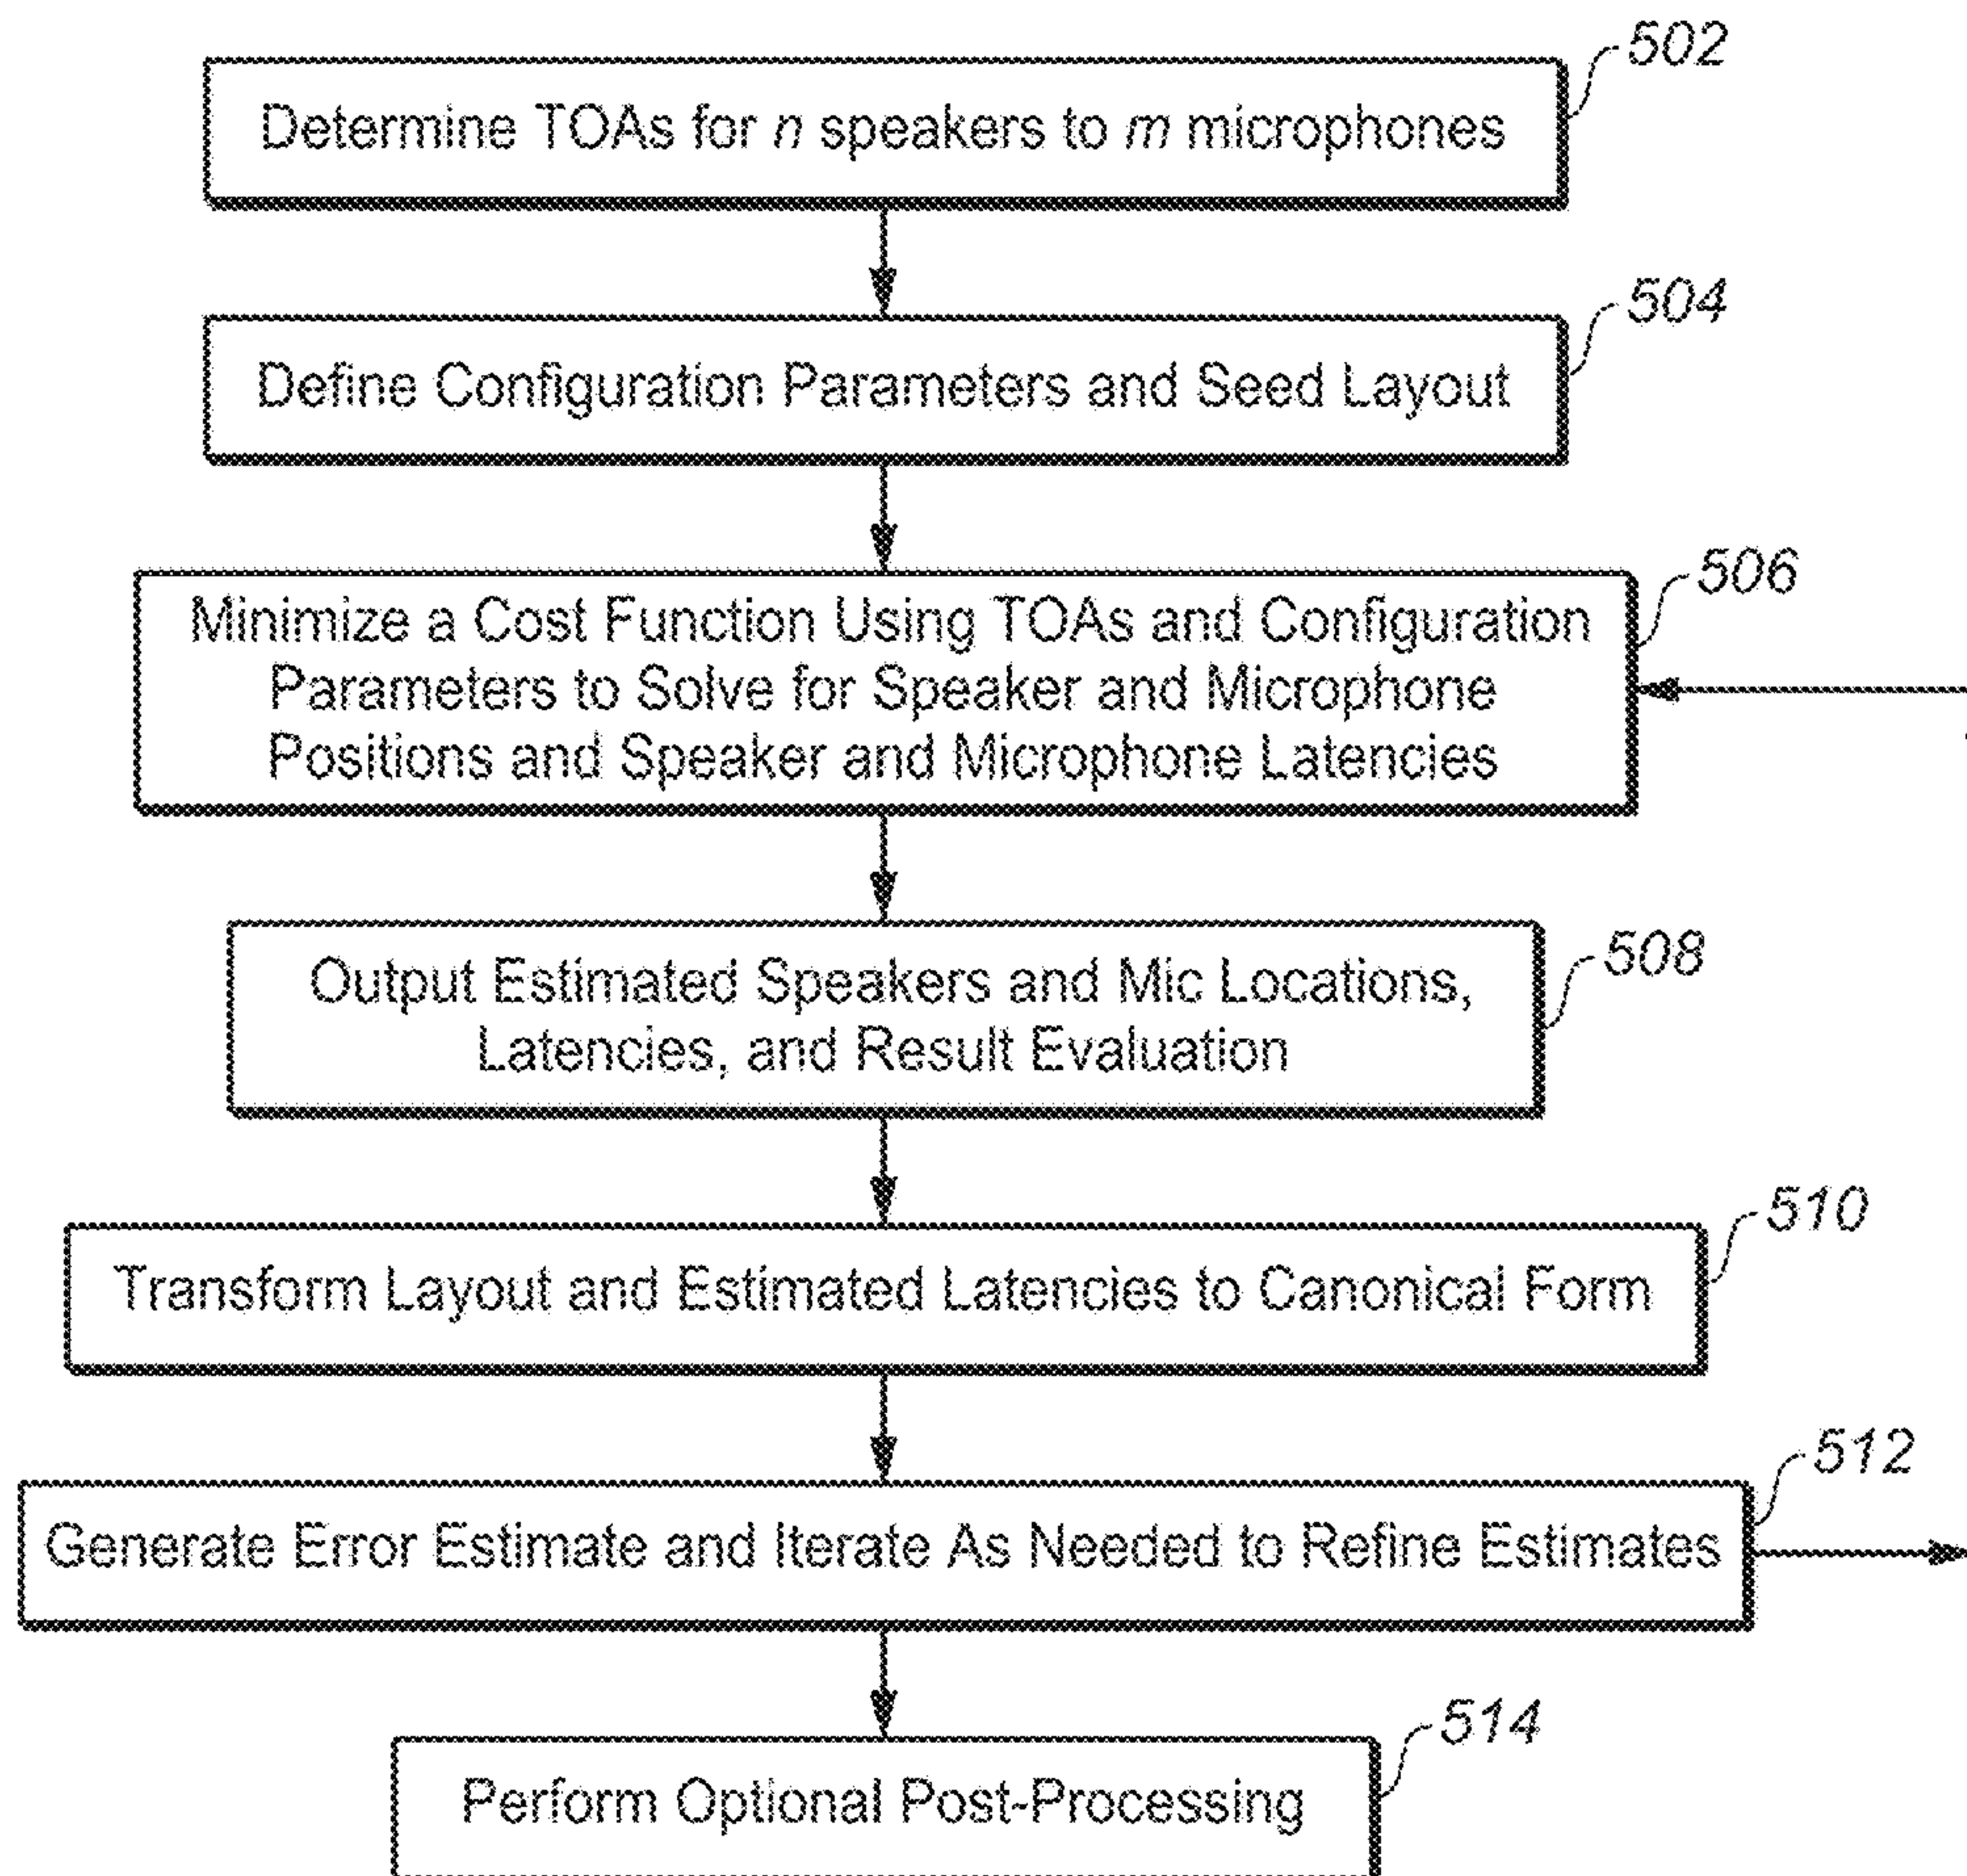 502
Determine TOAs for n speakers to m microphones
504
Define Configuration Parameters and Seed Layout
506
Minimize a Cost Function Using TOAs and Configuration
Parameters to Solve for Speaker and Microphone
Positions and Speaker and Microphone Latencies
508
Output Estimated Speakers and Mic Locations,
Latencies, and Result Evaluation
510
Transform Layout and Estimated Latencies to Canonical Form
512
Generate Error Estimate and Iterate As Needed to Refine Estimates
514
Perform Optional Post-Processing